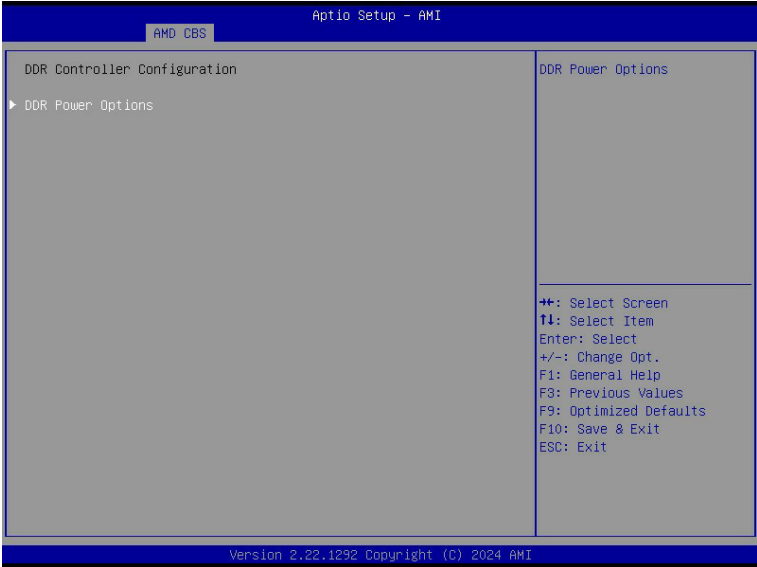 Aptio Setup – AMI
AMD CBS
DDR Controller Configuration
DDR Power Options
DDR Power Options
→←: Select Screen
↑↓: Select Item
Enter: Select
+/-: Change Opt.
F1: General Help
F3: Previous Values
F9: Optimized Defaults
F10: Save & Exit
ESC: Exit
Version 2.22.1292 Copyright (C) 2024 AMI